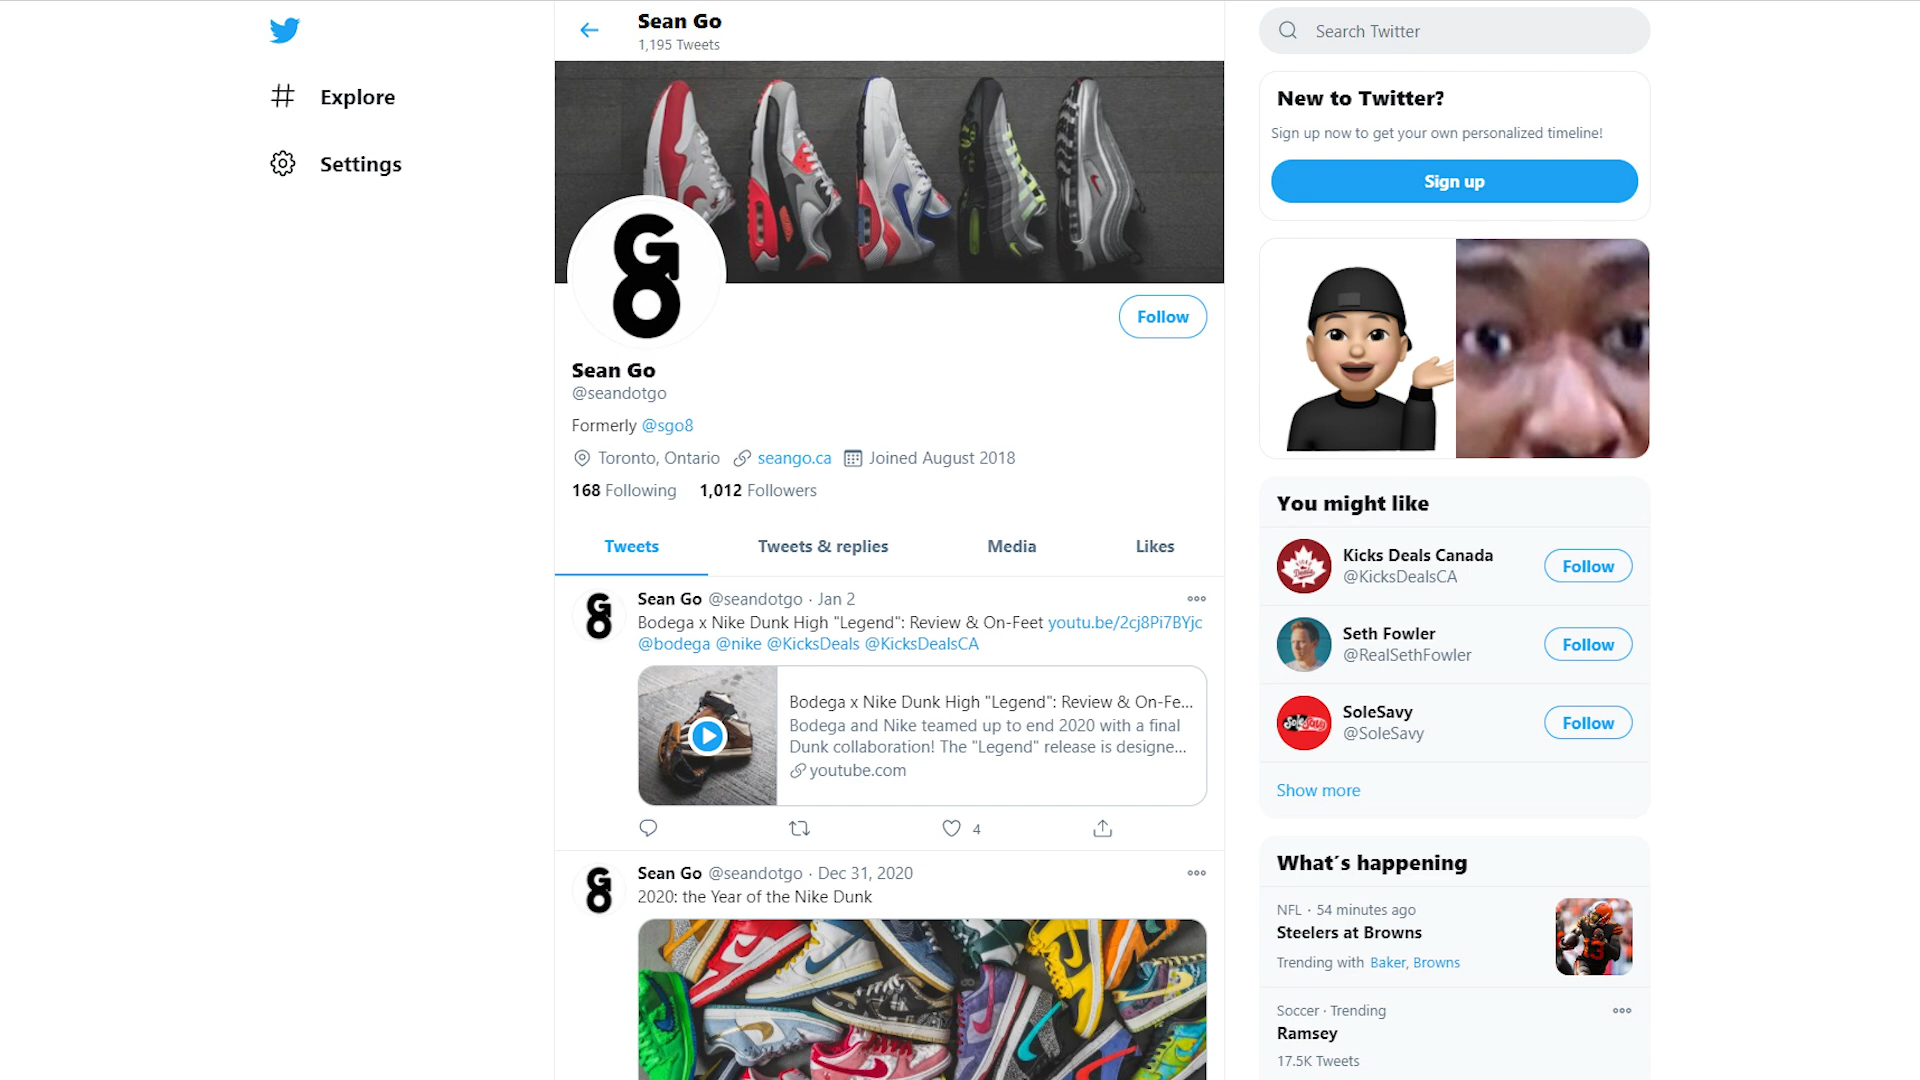 Sean Go
1,195 Tweets
Explore
Settings
Search Twitter
New to Twitter?
Sign up now to get your own personalized timeline!
Sign up
GO
Follow
Sean Go
@seandotgo
Formerly @sgo8
Toronto, Ontario seango.ca Joined August 2018
168 Following 1,012 Followers
Tweets Tweets & replies Media Likes
Sean Go @seandotgo · Jan 2
Bodega x Nike Dunk High "Legend": Review & On-Feet youtu.be/2cj8Pi7BYjc
@bodega @nike @KicksDeals @KicksDealsCA
Bodega x Nike Dunk High "Legend": Review & On-Fe...
Bodega and Nike teamed up to end 2020 with a final
Dunk collaboration! The "Legend" release is designe...
youtube.com
4
Sean Go @seandotgo · Dec 31, 2020
2020: the Year of the Nike Dunk
You might like
Kicks Deals Canada
@KicksDealsCA
Follow
Seth Fowler
@RealSethFowler
Follow
SoleSavy
@SoleSavy
Follow
Show more
What's happening
NFL · 54 minutes ago
Steelers at Browns
Trending with Baker, Browns
13
Soccer · Trending
Ramsey
17.5K Tweets